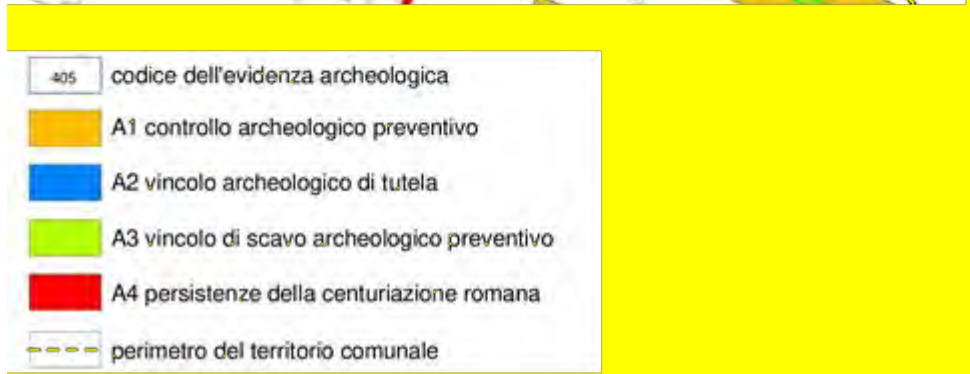 405 codice dell'evidenza archeologica
A1 controllo archeologico preventivo
A2 vincolo archeologico di tutela
A3 vincolo di scavo archeologico preventivo
A4 persistenze della centuriazione romana
perimetro del territorio comunale